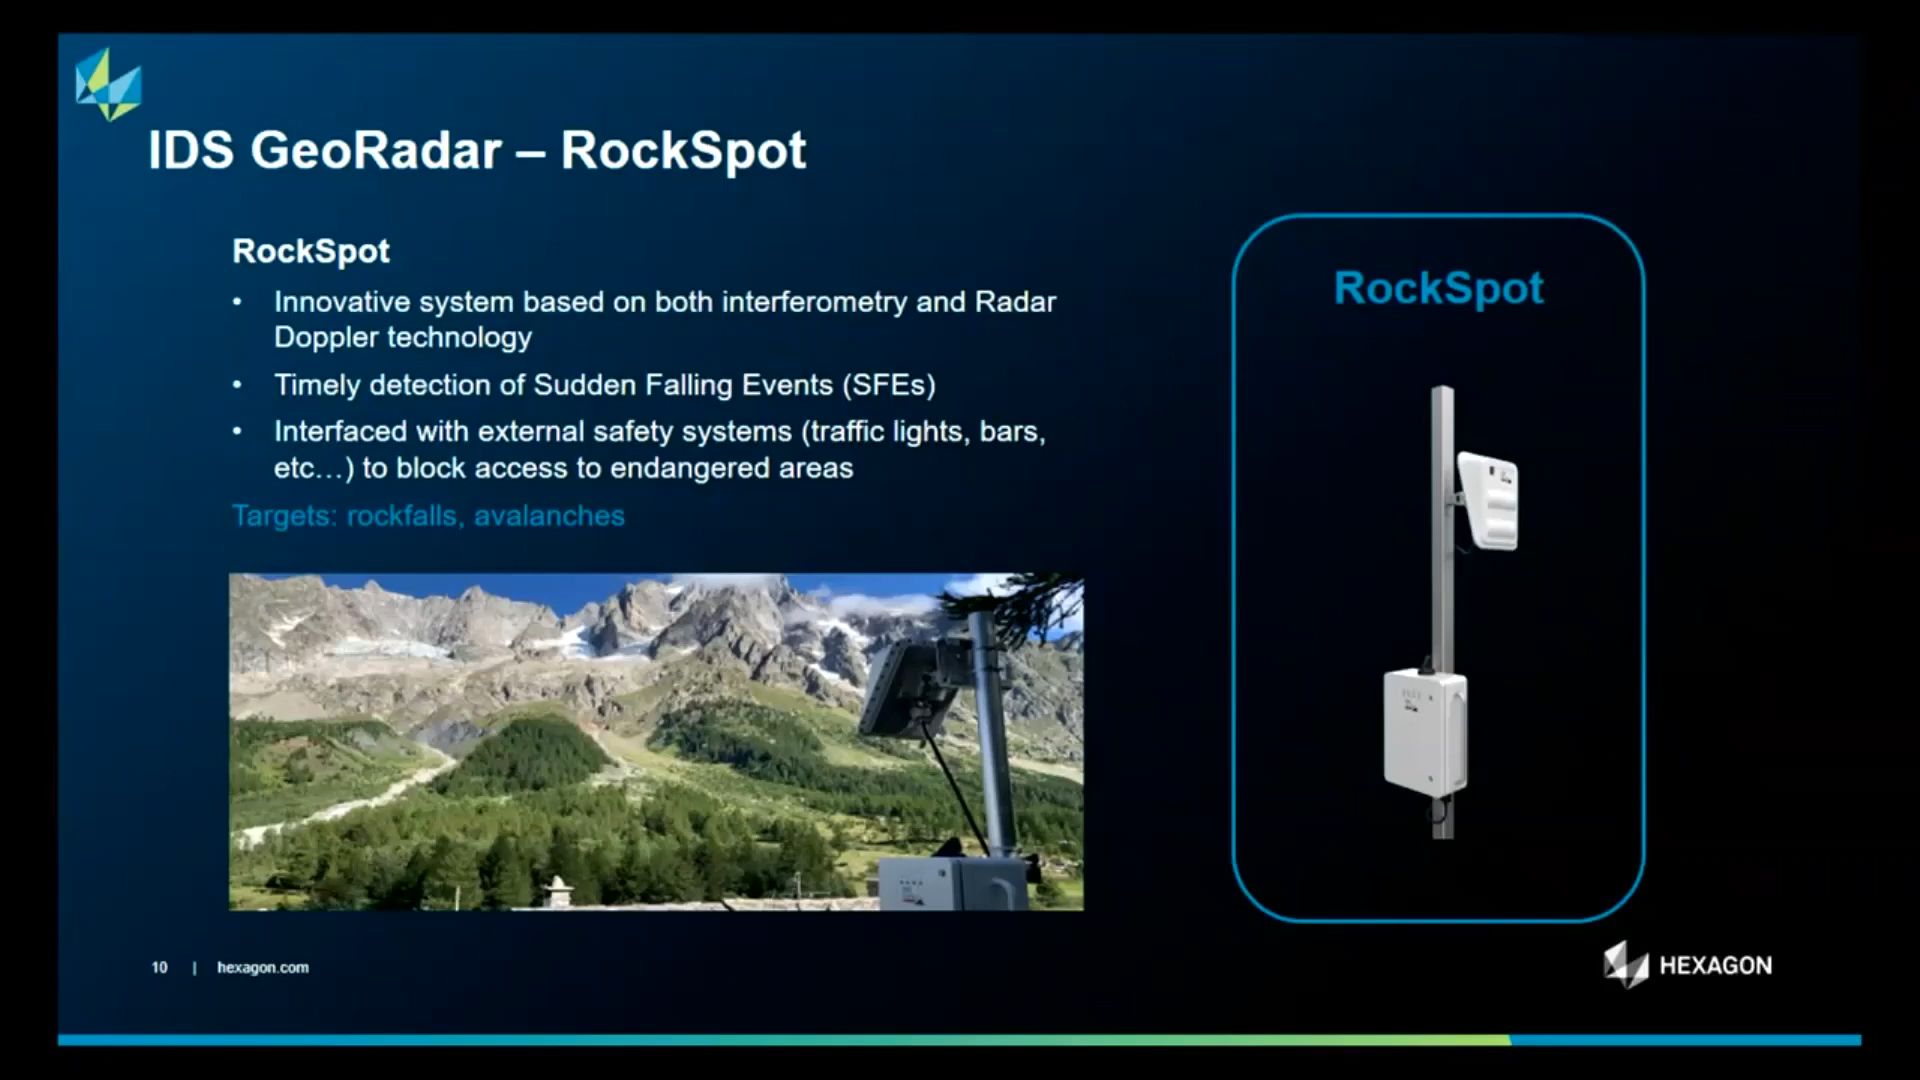 IDS GeoRadar – RockSpot
RockSpot
• Innovative system based on both interferometry and Radar
Doppler technology
• Timely detection of Sudden Falling Events (SFEs)
• Interfaced with external safety systems (traffic lights, bars,
etc…) to block access to endangered areas
Targets: rockfalls, avalanches
RockSpot
10 | hexagon.com
HEXAGON